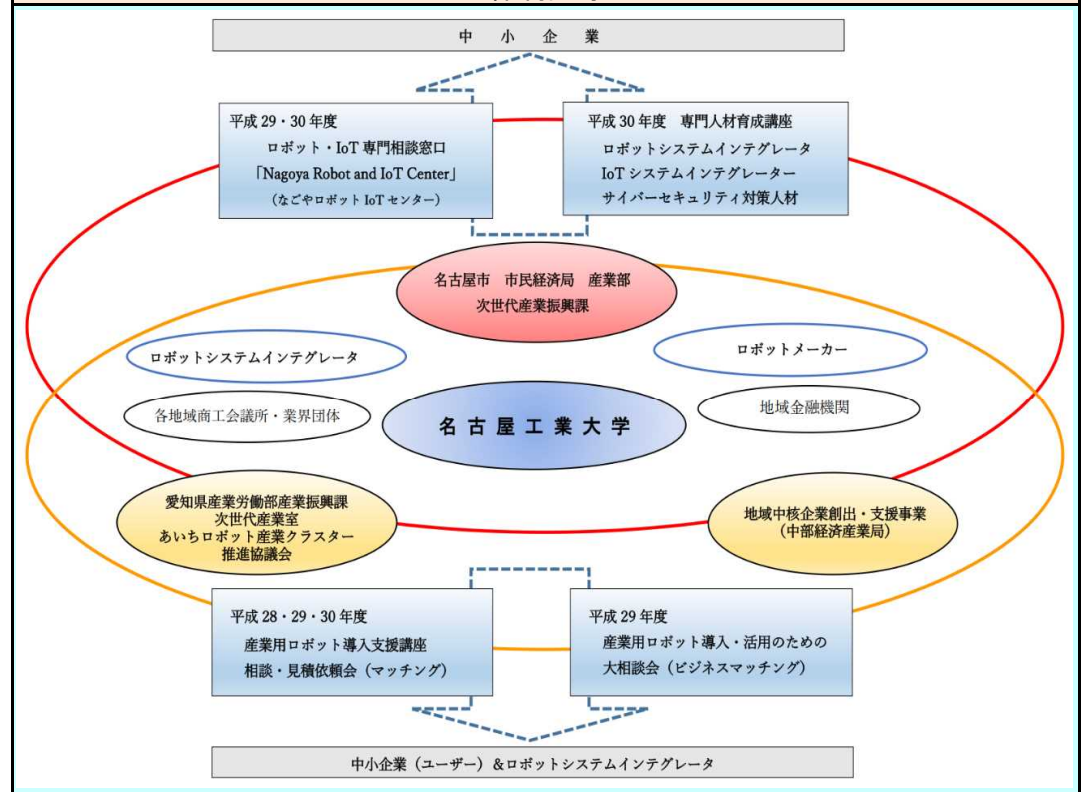 中小企業
平成 29・30 年度
ロボット・IoT 専門相談窓口
「Nagoya Robot and IoT Center」
（なごやロボット IoT センター）
平成 30 年度　専門人材育成講座
ロボットシステムインテグレータ
IoT システムインテグレーター
サイバーセキュリティ対策人材
名古屋市　市民経済局　産業部
次世代産業振興課
ロボットシステムインテグレータ
ロボットメーカー
各地域商工会議所・業界団体
名古屋工業大学
地域金融機関
愛知県産業労働部産業振興課
次世代産業室
あいちロボット産業クラスター
推進協議会
地域中核企業創出・支援事業
（中部経済産業局）
平成 28・29・30 年度
産業用ロボット導入支援講座
相談・見積依頼会（マッチング）
平成 29 年度
産業用ロボット導入・活用のための
大相談会（ビジネスマッチング）
中小企業（ユーザー）＆ロボットシステムインテグレータ